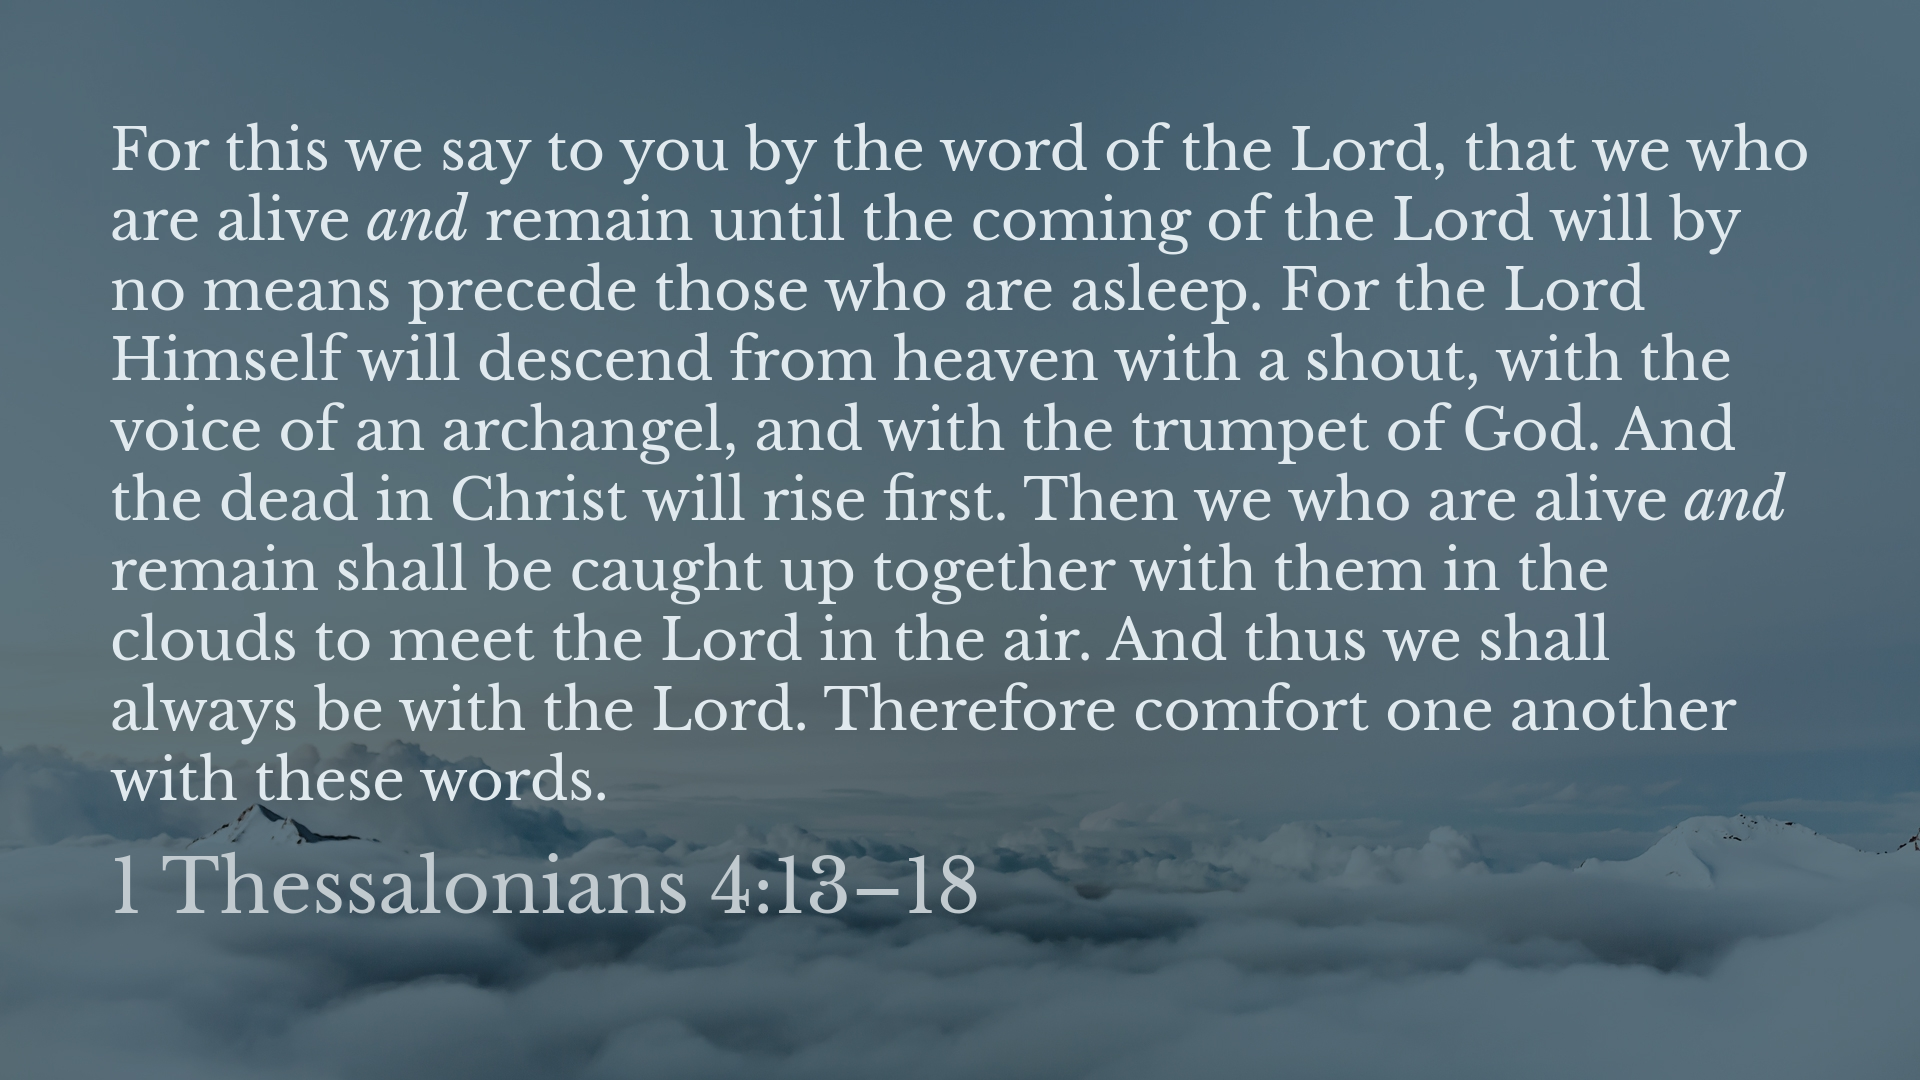 For this we say to you by the word of the Lord, that we who
are alive and remain until the coming of the Lord will by
no means precede those who are asleep. For the Lord
Himself will descend from heaven with a shout, with the
voice of an archangel, and with the trumpet of God. And
the dead in Christ will rise first. Then we who are alive and
remain shall be caught up together with them in the
clouds to meet the Lord in the air. And thus we shall
always be with the Lord. Therefore comfort one another
with these words.
1 Thessalonians 4:13–18